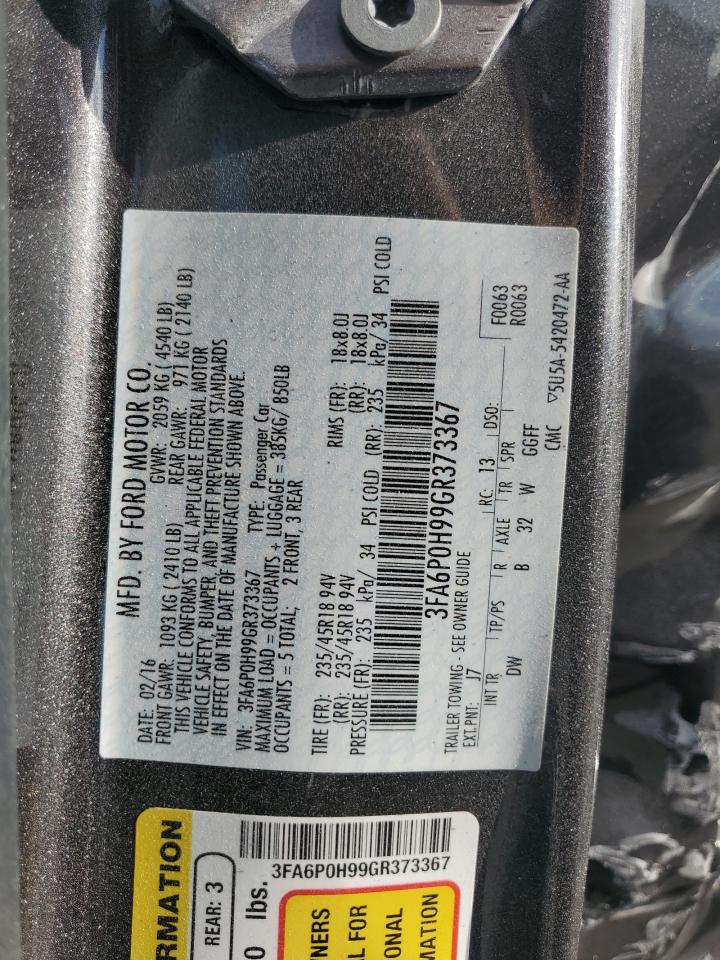 MFD. BY FORD MOTOR CO.
DATE: 02/16 GVWR: 2059 KG ( 4540 LB)
FRONT GAWR: 1093 KG ( 2410 LB) REAR GAWR: 971 KG ( 2140 LB)
THIS VEHICLE CONFORMS TO ALL APPLICABLE FEDERAL MOTOR
VEHICLE SAFETY, BUMPER, AND THEFT PREVENTION STANDARDS
IN EFFECT ON THE DATE OF MANUFACTURE SHOWN ABOVE.
VIN: 3FA6P0H99GR373367 TYPE: Passenger Car
MAXIMUM LOAD = OCCUPANTS + LUGGAGE = 385KG/ 850LB
OCCUPANTS = 5 TOTAL; 2 FRONT, 3 REAR
TIRE (FR): 235/45R18 94V RIMS (FR): 18x8.0J
(RR): 235/45R18 94V (RR): 18x8.0J
PRESSURE (FR): 235 kPa/ 34 PSI COLD (RR): 235 kPa/ 34 PSI COLD
3FA6P0H99GR373367
TRAILER TOWING - SEE OWNER GUIDE
EXT. PNT: J7 RC: 13 DSO: F0063
R0063
INT TR TP/PS R AXLE TR SPR
DW B 32 W GGFF
CMC ▽5U5A-5420472-AA
RMATION
REAR: 3
0 lbs.
3FA6P0H99GR373367
NERS
L FOR
ONAL
MATION